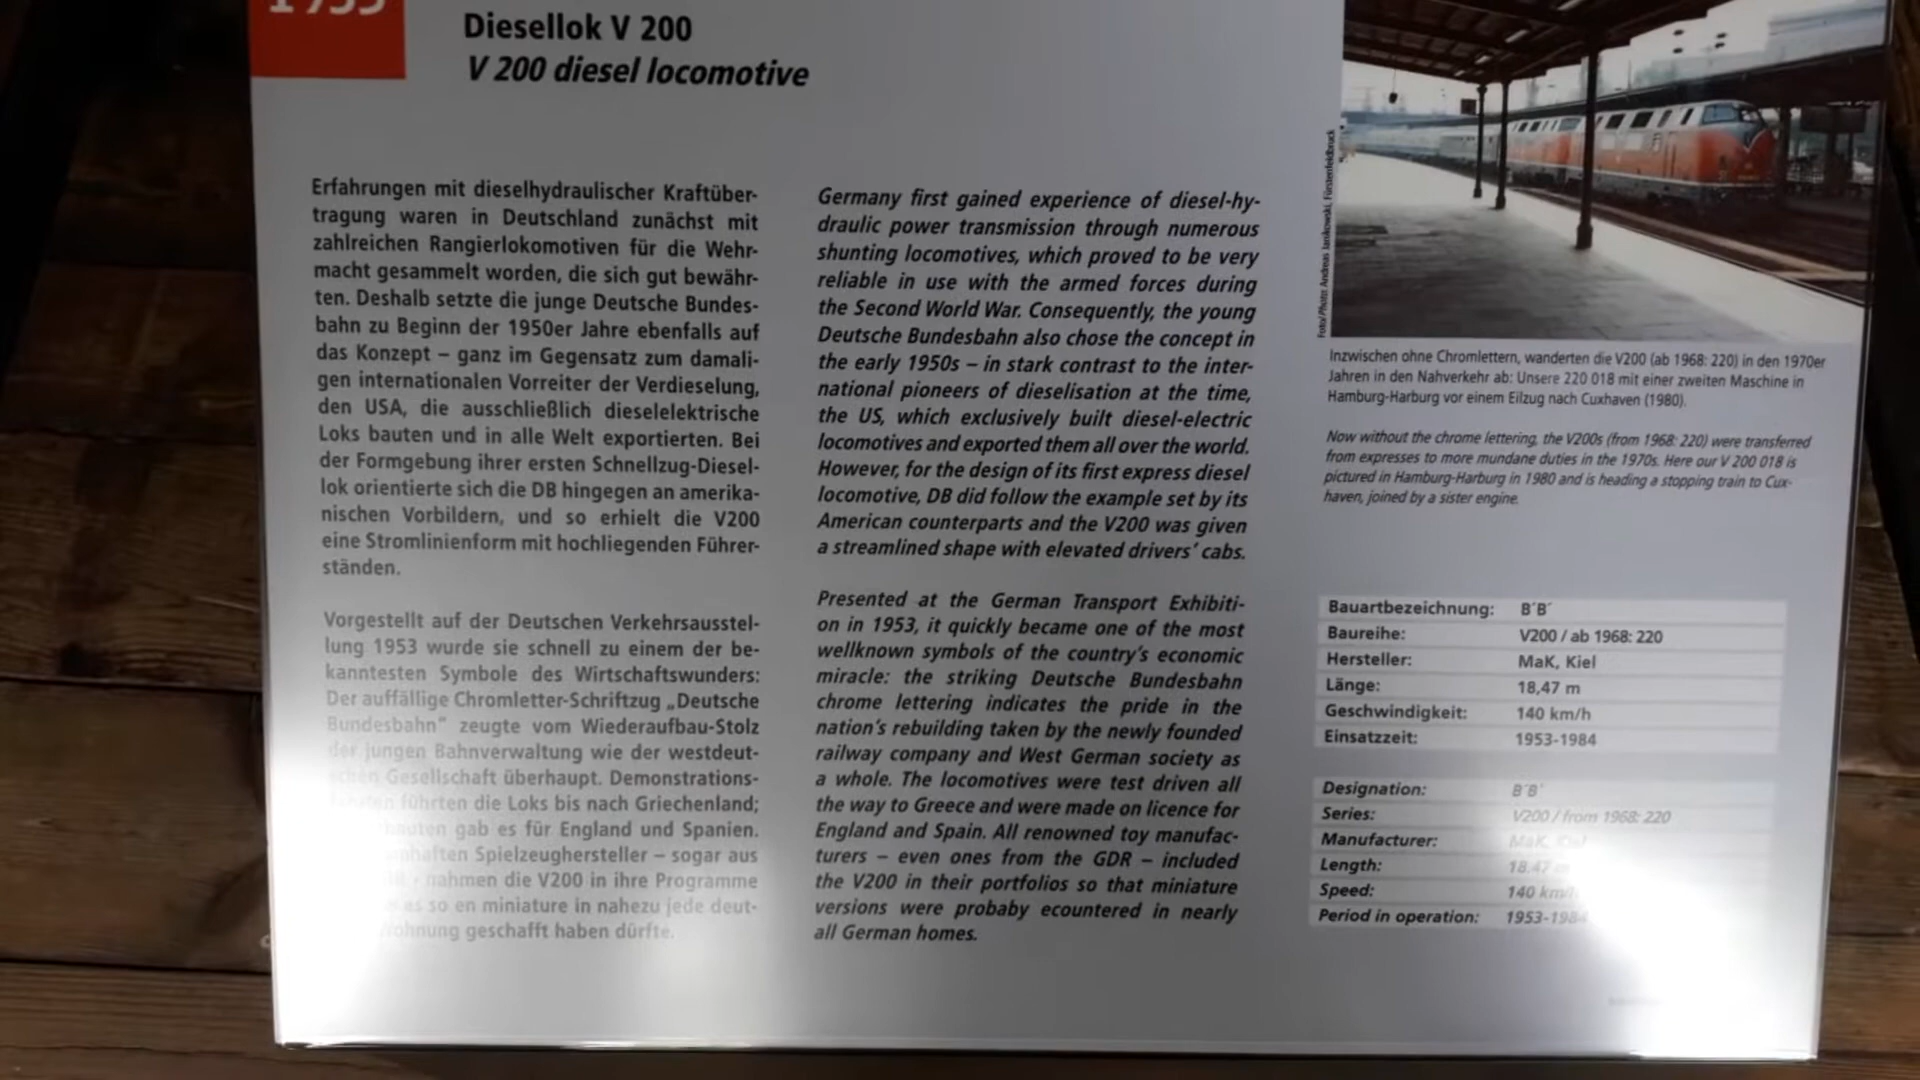 1953
Diesellok V 200
V 200 diesel locomotive
Erfahrungen mit dieselhydraulischer Kraftüber-
tragung waren in Deutschland zunächst mit
zahlreichen Rangierlokomotiven für die Wehr-
macht gesammelt worden, die sich gut bewähr-
ten. Deshalb setzte die junge Deutsche Bundes-
bahn zu Beginn der 1950er Jahre ebenfalls auf
das Konzept – ganz im Gegensatz zum damali-
gen internationalen Vorreiter der Verdieselung,
den USA, die ausschließlich dieselelektrische
Loks bauten und in alle Welt exportierten. Bei
der Formgebung ihrer ersten Schnellzug-Diesel-
lok orientierte sich die DB hingegen an amerika-
nischen Vorbildern, und so erhielt die V200
eine Stromlinienform mit hochliegenden Führer-
ständen.
Vorgestellt auf der Deutschen Verkehrsausstel-
lung 1953 wurde sie schnell zu einem der be-
kanntesten Symbole des Wirtschaftswunders:
Der auffällige Chromletter-Schriftzug „Deutsche
Bundesbahn“ zeugte vom Wiederaufbau-Stolz
der jungen Bahnverwaltung wie der westdeut-
schen Gesellschaft überhaupt. Demonstrations-
führten die Loks bis nach Griechenland;
gab es für England und Spanien.
Spielzeughersteller – sogar aus
nahmen die V200 in ihre Programme
so en miniature in nahezu jede deut-
Wohnung geschafft haben dürfte.
Germany first gained experience of diesel-hy-
draulic power transmission through numerous
shunting locomotives, which proved to be very
reliable in use with the armed forces during
the Second World War. Consequently, the young
Deutsche Bundesbahn also chose the concept in
the early 1950s – in stark contrast to the inter-
national pioneers of dieselisation at the time,
the US, which exclusively built diesel-electric
locomotives and exported them all over the world.
However, for the design of its first express diesel
locomotive, DB did follow the example set by its
American counterparts and the V200 was given
a streamlined shape with elevated drivers’ cabs.
Presented at the German Transport Exhibiti-
on in 1953, it quickly became one of the most
wellknown symbols of the country’s economic
miracle: the striking Deutsche Bundesbahn
chrome lettering indicates the pride in the
nation’s rebuilding taken by the newly founded
railway company and West German society as
a whole. The locomotives were test driven all
the way to Greece and were made on licence for
England and Spain. All renowned toy manufac-
turers – even ones from the GDR – included
the V200 in their portfolios so that miniature
versions were probaby ecountered in nearly
all German homes.
Foto/Photo: Andreas Janikowski, Fürstenfeldbruck
Inzwischen ohne Chromlettern, wanderten die V200 (ab 1968: 220) in den 1970er
Jahren in den Nahverkehr ab: Unsere 220 018 mit einer zweiten Maschine in
Hamburg-Harburg vor einem Eilzug nach Cuxhaven (1980).
Now without the chrome lettering, the V200s (from 1968: 220) were transferred
from expresses to more mundane duties in the 1970s. Here our V 200 018 is
pictured in Hamburg-Harburg in 1980 and is heading a stopping train to Cux-
haven, joined by a sister engine.
Bauartbezeichnung: B´B´
Baureihe: V200 / ab 1968: 220
Hersteller: MaK, Kiel
Länge: 18,47 m
Geschwindigkeit: 140 km/h
Einsatzzeit: 1953-1984
Designation: B´B´
Series: V200 / from 1968: 220
Manufacturer: MaK, Kiel
Length: 18.47 m
Speed: 140 km/h
Period in operation: 1953-1984